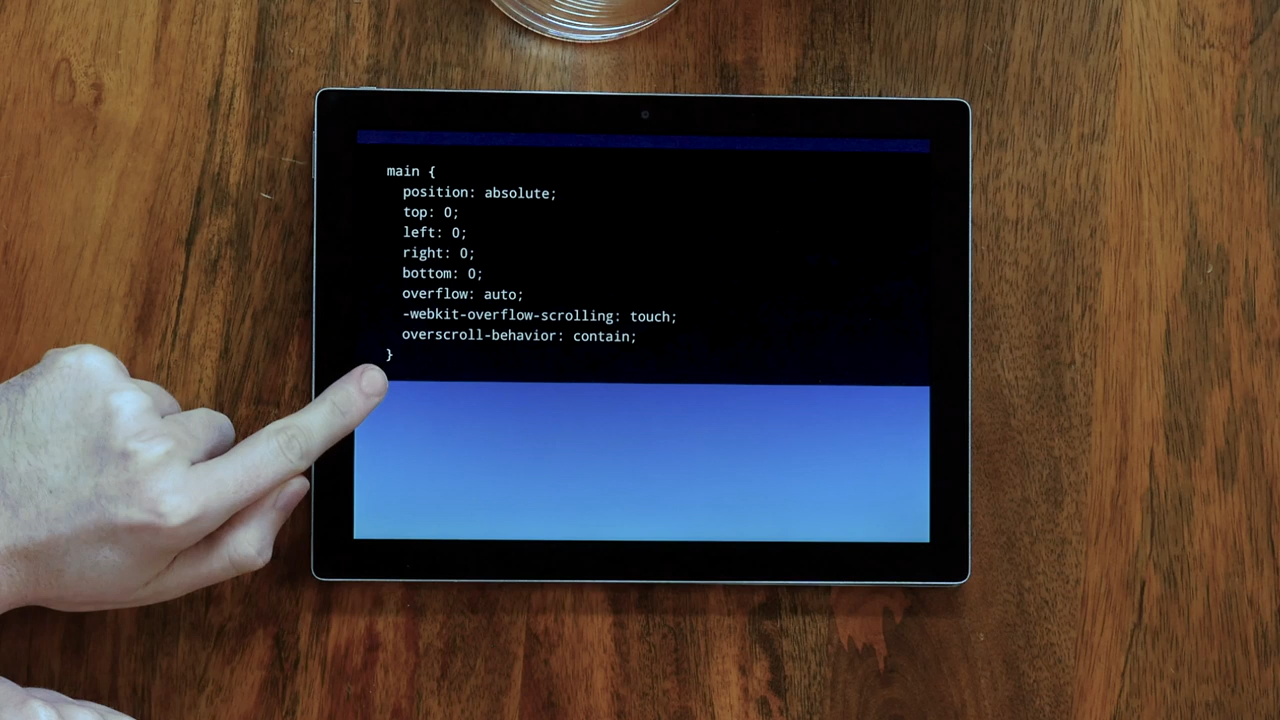 main {
  position: absolute;
  top: 0;
  left: 0;
  right: 0;
  bottom: 0;
  overflow: auto;
  -webkit-overflow-scrolling: touch;
  overscroll-behavior: contain;
}